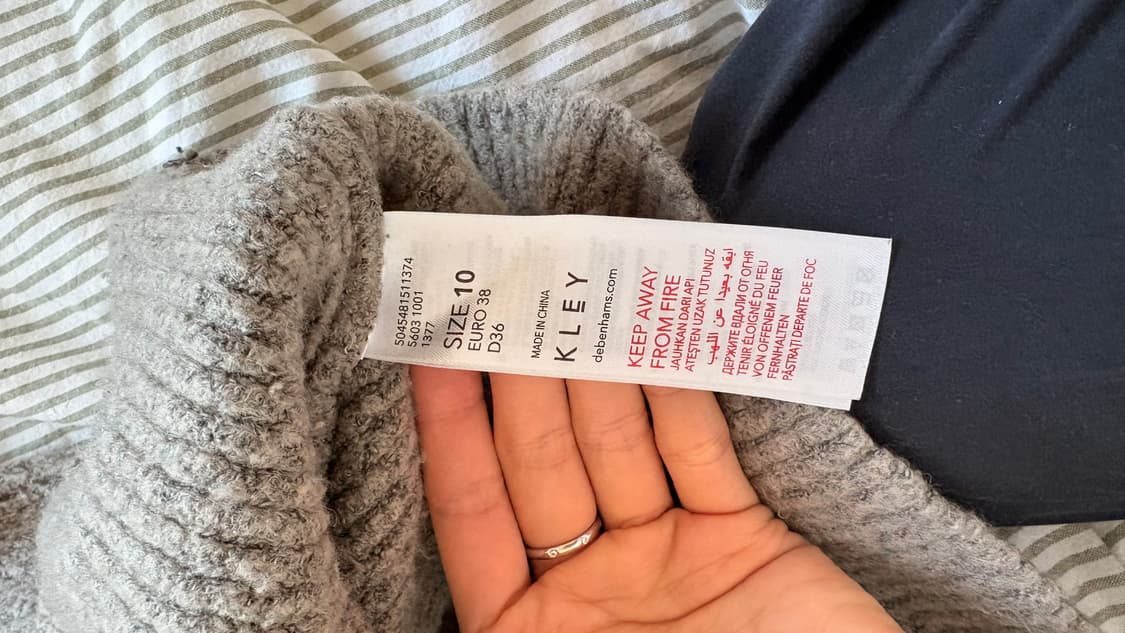 5045481511374
5603 1001
1377
SIZE 10
EURO 38
D36
MADE IN CHINA
KLEY
debenhams.com
KEEP AWAY
FROM FIRE
JAUHKAN DARI API
ATEŞTEN UZAK TUTUNUZ
ابقه بعيدا عن اللهب
ДЕРЖИТЕ ВДАЛИ ОТ ОГНЯ
TENIR ÉLOIGNÉ DU FEU
VON OFFENEM FEUER
FERNHALTEN
PĂSTRAŢI DEPARTE DE FOC